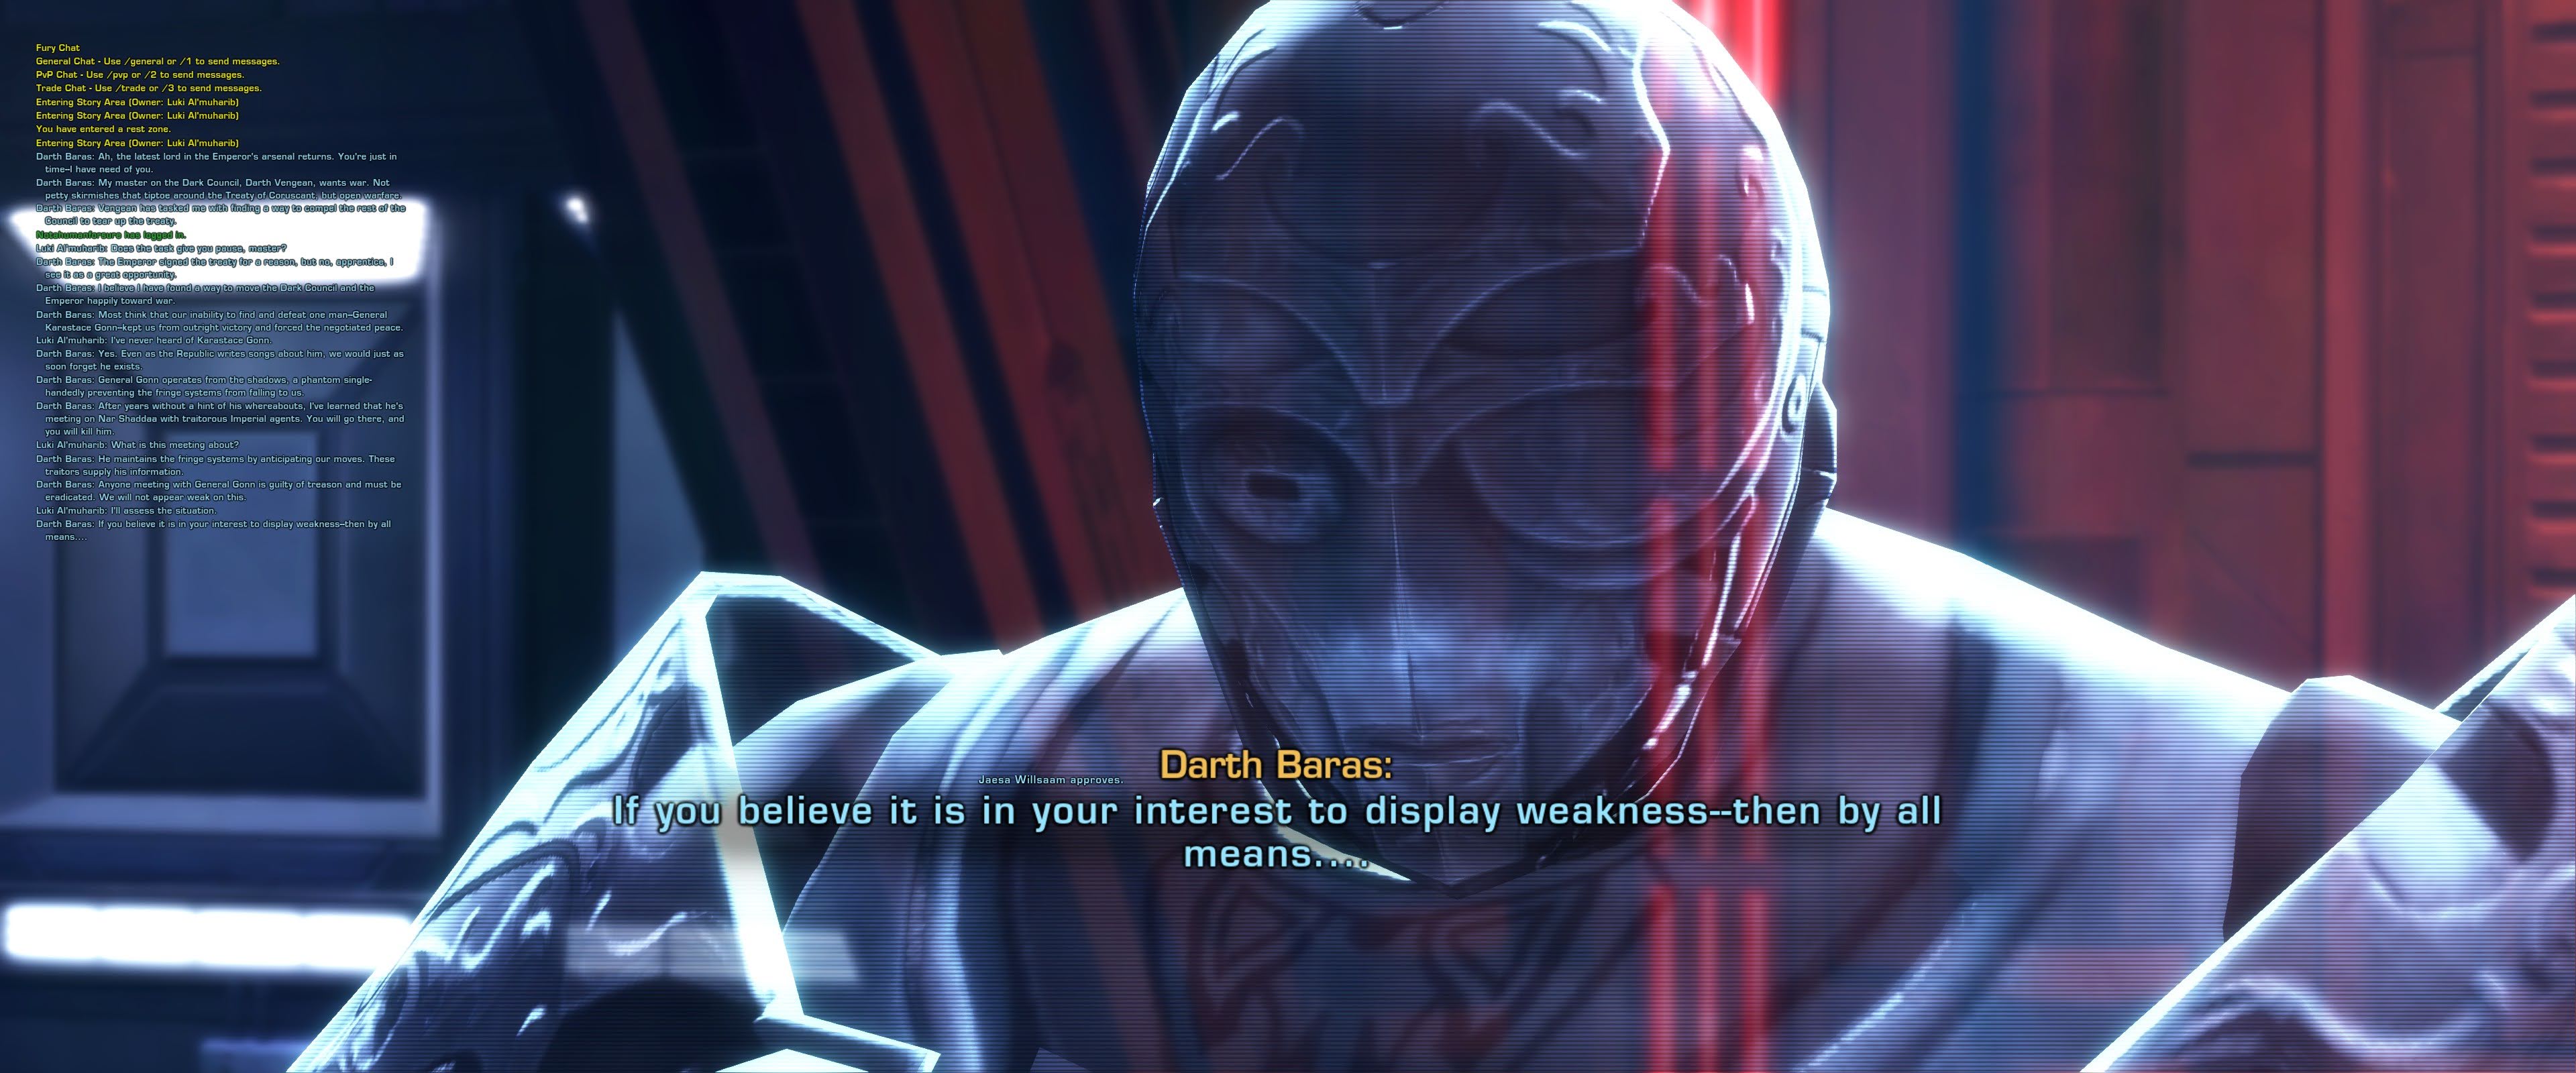 Fury Chat
General Chat - Use /general or /1 to send messages.
PvP Chat - Use /pvp or /2 to send messages.
Trade Chat - Use /trade or /3 to send messages.
Entering Story Area (Owner: Luki Al'muharib)
Entering Story Area (Owner: Luki Al'muharib)
You have entered a rest zone.
Entering Story Area (Owner: Luki Al'muharib)
Darth Baras: Ah, the latest lord in the Emperor's arsenal returns. You're just in
time--I have need of you.
Darth Baras: My master on the Dark Council, Darth Vengean, wants war. Not
petty skirmishes that tiptoe around the Treaty of Coruscant, but open warfare.
Darth Baras: Vengean has tasked me with finding a way to compel the rest of the
Council to tear up the treaty.
Notahumanforsure has logged in.
Luki Al'muharib: Does the task give you pause, master?
Darth Baras: The Emperor signed the treaty for a reason, but no, apprentice, I
see it as a great opportunity.
Darth Baras: I believe I have found a way to move the Dark Council and the
Emperor happily toward war.
Darth Baras: Most think that our inability to find and defeat one man--General
Karastace Gonn--kept us from outright victory and forced the negotiated peace.
Luki Al'muharib: I've never heard of Karastace Gonn.
Darth Baras: Yes. Even as the Republic writes songs about him, we would just as
soon forget he exists.
Darth Baras: General Gonn operates from the shadows, a phantom single-
handedly preventing the fringe systems from falling to us.
Darth Baras: After years without a hint of his whereabouts, I've learned that he's
meeting on Nar Shaddaa with traitorous Imperial agents. You will go there, and
you will kill him.
Luki Al'muharib: What is this meeting about?
Darth Baras: He maintains the fringe systems by anticipating our moves. These
traitors supply his information.
Darth Baras: Anyone meeting with General Gonn is guilty of treason and must be
eradicated. We will not appear weak on this.
Luki Al'muharib: I'll assess the situation.
Darth Baras: If you believe it is in your interest to display weakness--then by all
means....
Darth Baras:
Jaesa Willsaam approves.
If you believe it is in your interest to display weakness--then by all
means....